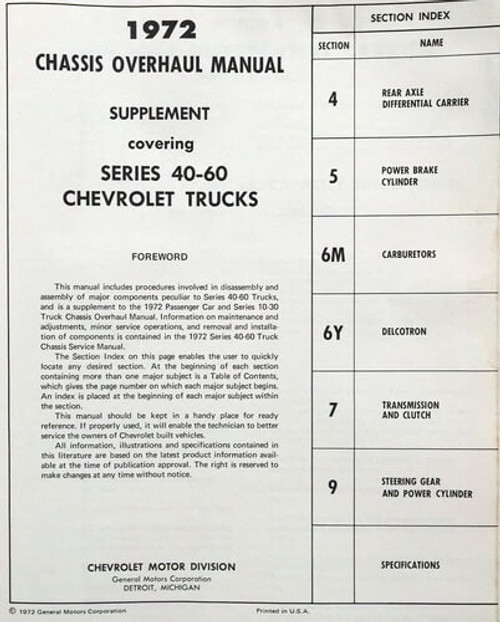 1972
CHASSIS OVERHAUL MANUAL
SUPPLEMENT
covering
SERIES 40-60
CHEVROLET TRUCKS
FOREWORD
This manual includes procedures involved in disassembly and
assembly of major components peculiar to Series 40-60 Trucks,
and is a supplement to the 1972 Passenger Car and Series 10-30
Truck Chassis Overhaul Manual. Information on maintenance and
adjustments, minor service operations, and removal and installa-
tion of components is contained in the 1972 Series 40-60 Truck
Chassis Service Manual.
The Section Index on this page enables the user to quickly
locate any desired section. At the beginning of each section
containing more than one major subject is a Table of Contents,
which gives the page number on which each major subject begins.
An index is placed at the beginning of each major subject within
the section.
This manual should be kept in a handy place for ready
reference. If properly used, it will enable the technician to better
service the owners of Chevrolet built vehicles.
All information, illustrations and specifications contained in
this literature are based on the latest product information avail-
able at the time of publication approval. The right is reserved to
make changes at any time without notice.
CHEVROLET MOTOR DIVISION
General Motors Corporation
DETROIT, MICHIGAN
SECTION INDEX
SECTION NAME
4 REAR AXLE
DIFFERENTIAL CARRIER
5 POWER BRAKE
CYLINDER
6M CARBURETORS
6Y DELCOTRON
7 TRANSMISSION
AND CLUTCH
9 STEERING GEAR
AND POWER CYLINDER
SPECIFICATIONS
© 1972 General Motors Corporation Printed in U.S.A.